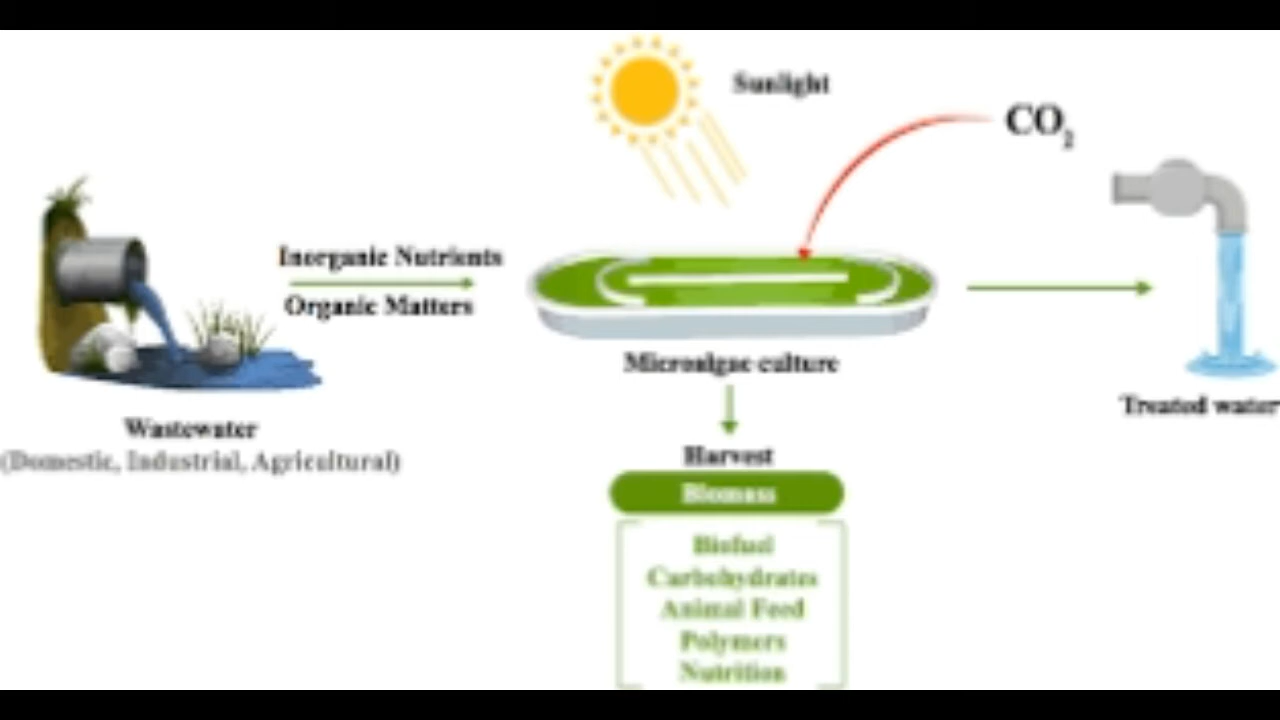 Sunlight
CO2
Inorganic Nutrients
Organic Matters
Microalgae culture
Treated water
Wastewater
(Domestic, Industrial, Agricultural)
Harvest
Biomass
Biofuel
Carbohydrates
Animal Feed
Polymers
Nutrition